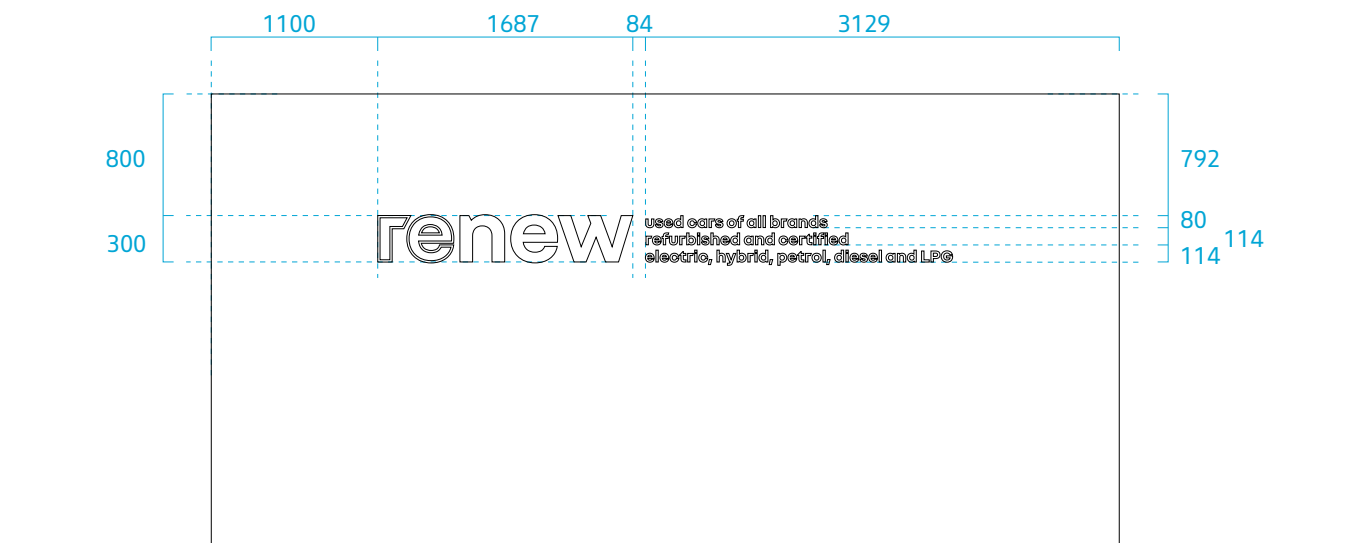 1100 1687 84 3129
800 792
renew used cars of all brands 80
refurbished and certified 114
300
electric, hybrid, petrol, diesel and LPG 114